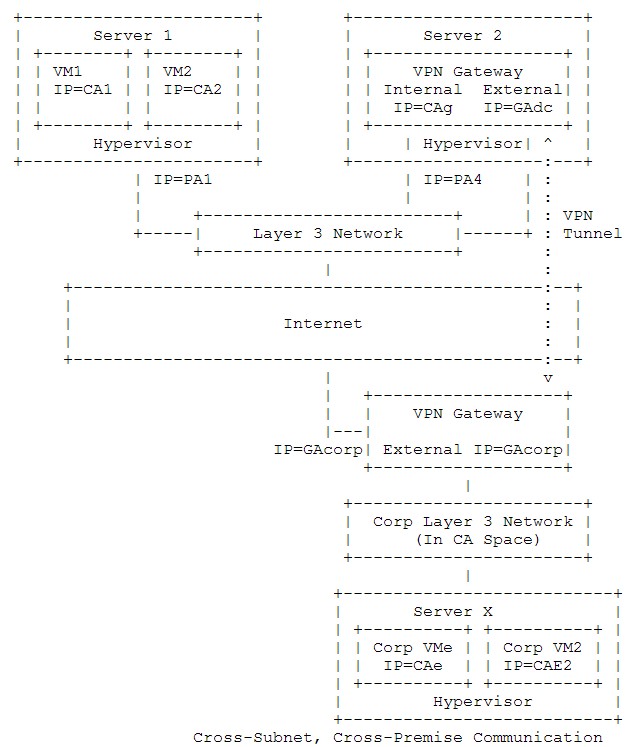 Server 1 Server 2
VM1 VM2 VPN Gateway
IP=CA1 IP=CA2 Internal External
IP=CAg IP=GAdc
Hypervisor Hypervisor
IP=PA1 IP=PA4
VPN
Layer 3 Network Tunnel
Internet
VPN Gateway
IP=GAcorp External IP=GAcorp
Corp Layer 3 Network
(In CA Space)
Server X
Corp VMe Corp VM2
IP=CAe IP=CAE2
Hypervisor
Cross-Subnet, Cross-Premise Communication